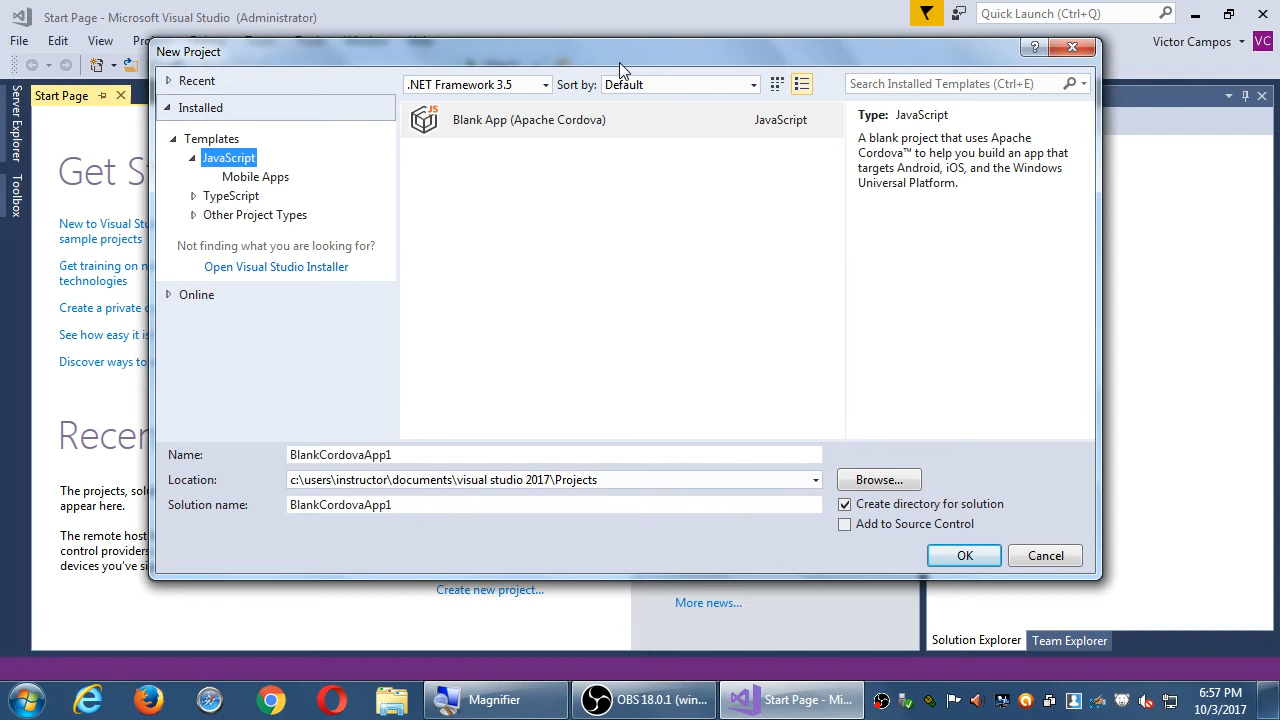 Start Page - Microsoft Visual Studio (Administrator)
Quick Launch (Ctrl+Q)
File Edit View
Victor Campos VC
New Project
Recent
.NET Framework 3.5 Sort by: Default
Search Installed Templates (Ctrl+E)
Start Page
Installed
Server Explorer
Toolbox
Templates
JavaScript
Mobile Apps
TypeScript
Other Project Types
Not finding what you are looking for?
Open Visual Studio Installer
Online
JS
Blank App (Apache Cordova) JavaScript
Type: JavaScript
A blank project that uses Apache
Cordova™ to help you build an app that
targets Android, iOS, and the Windows
Universal Platform.
Get St
New to Visual Stu
sample projects
Get training on n
technologies
Create a private c
See how easy it is
Discover ways to
Recen
The projects, solu
appear here.
The remote host
control providers
devices you've si
Name: BlankCordovaApp1
Location: c:\users\instructor\documents\visual studio 2017\Projects Browse...
Solution name: BlankCordovaApp1
Create directory for solution
Add to Source Control
OK Cancel
Create new project...
More news...
Solution Explorer Team Explorer
Magnifier
OBS 18.0.1 (win...
Start Page - Mi...
6:57 PM
10/3/2017